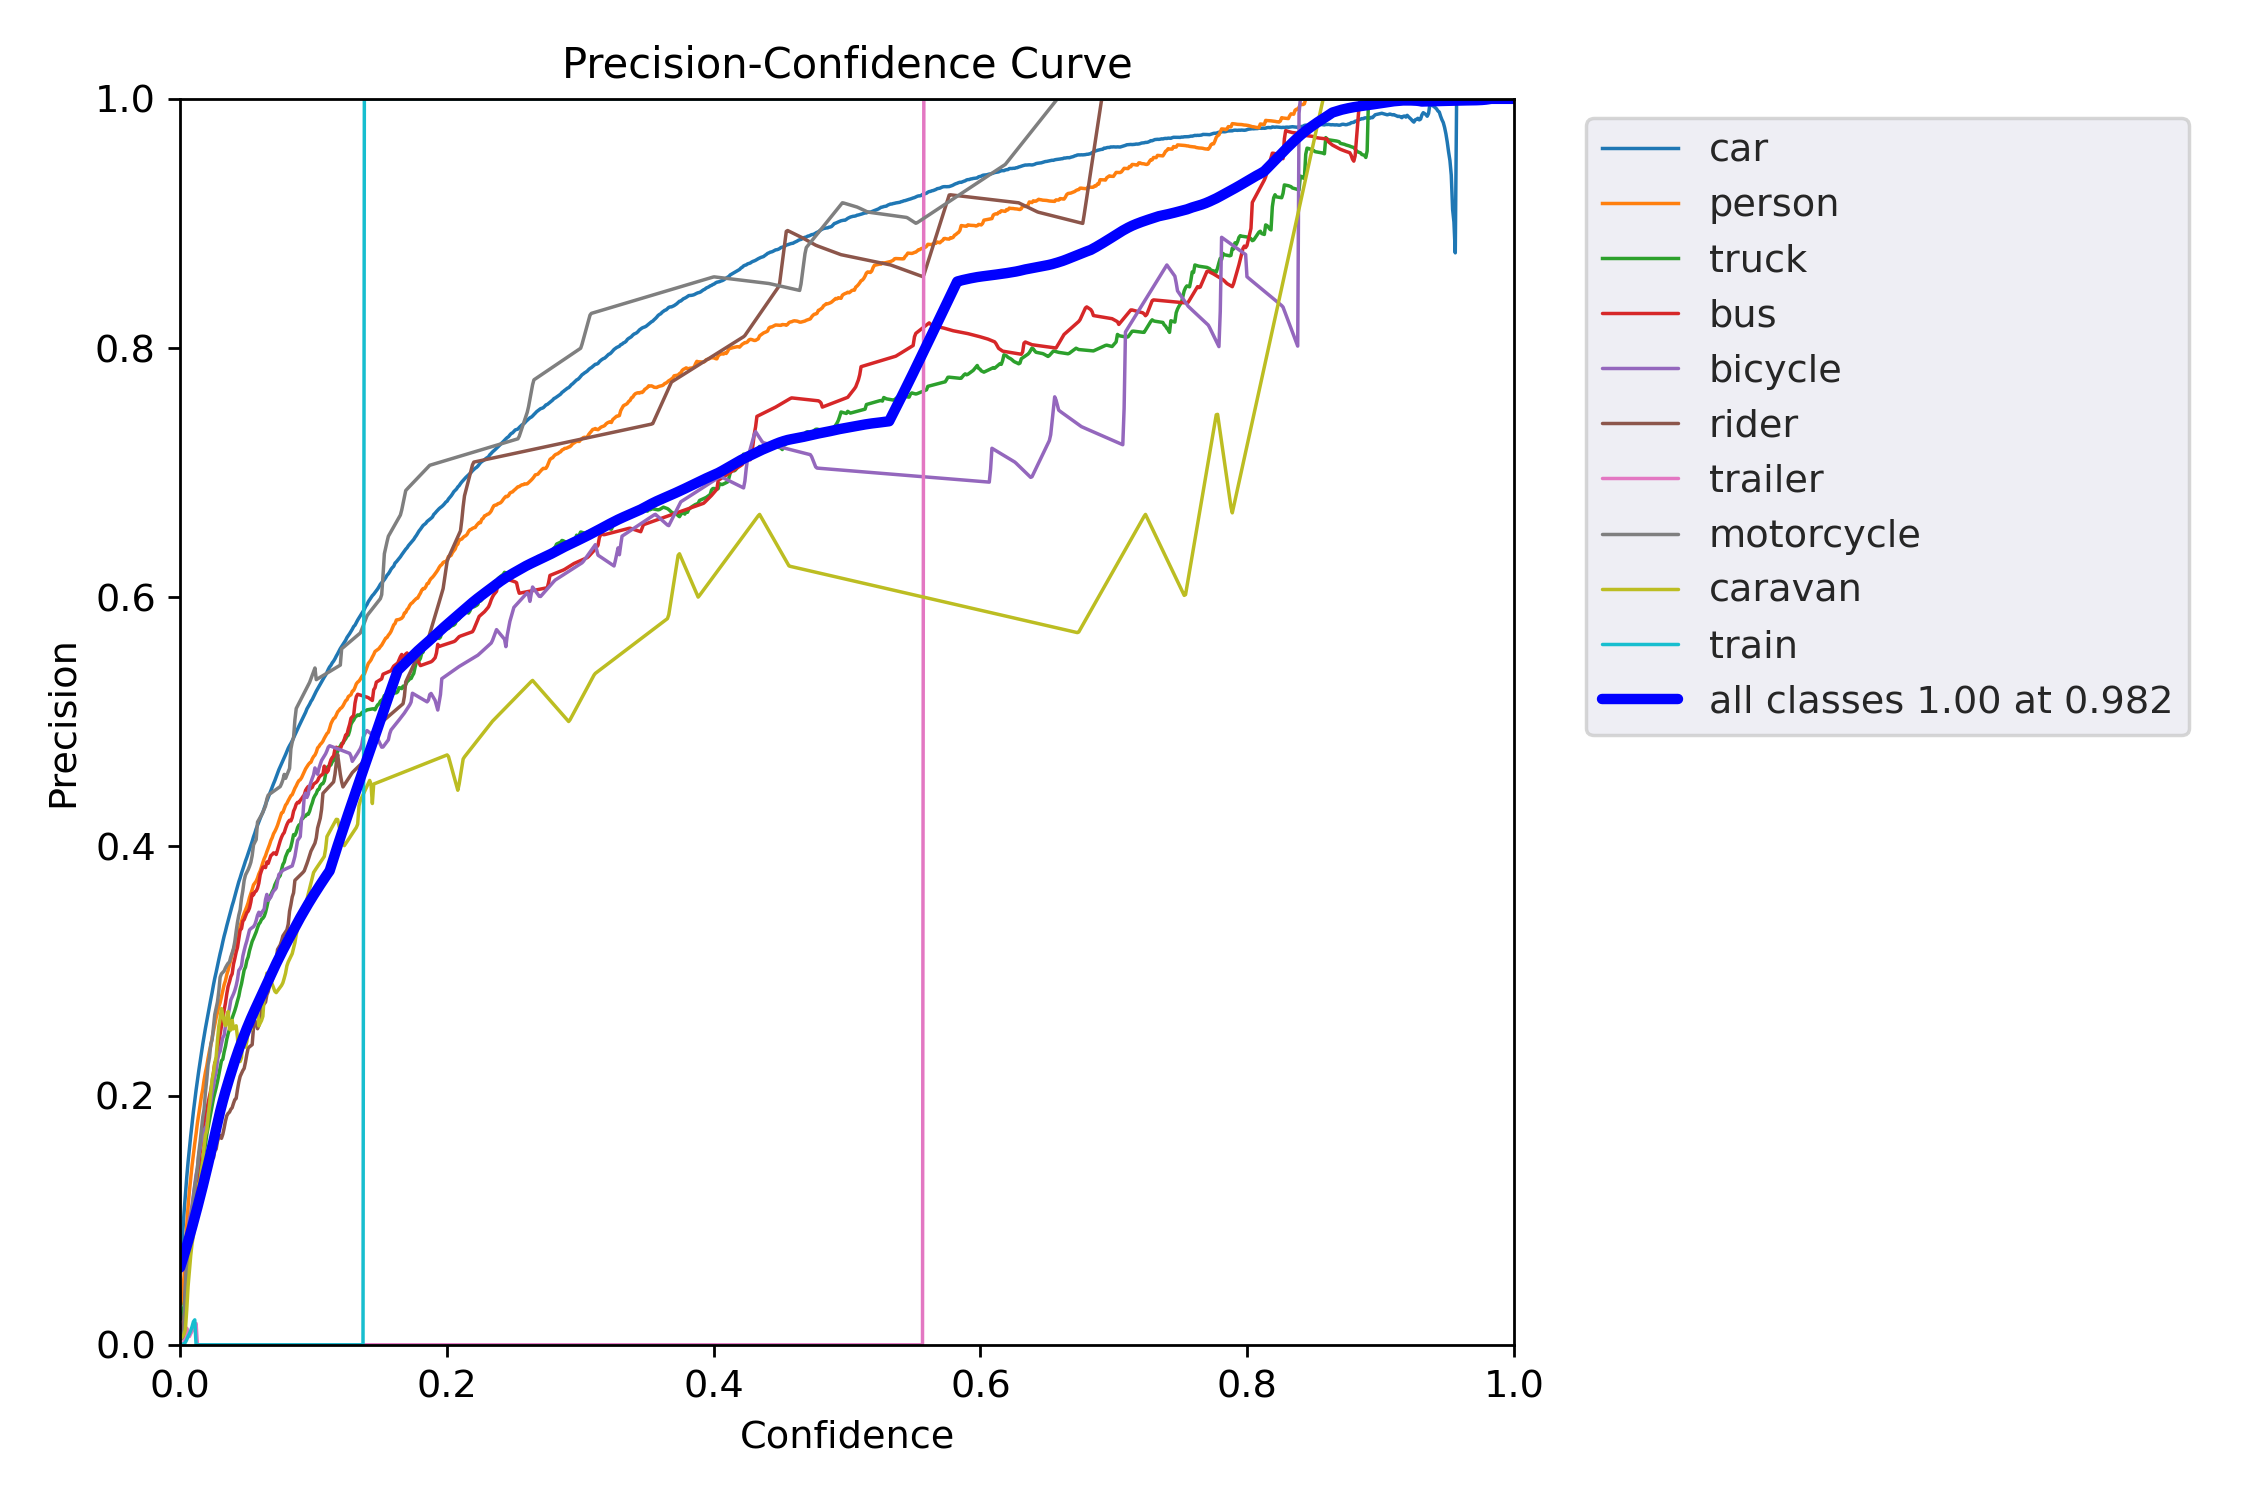 Precision-Confidence Curve
1.0
0.8
0.6
0.4
0.2
0.0
Precision
0.0 0.2 0.4 0.6 0.8 1.0
Confidence
car
person
truck
bus
bicycle
rider
trailer
motorcycle
caravan
train
all classes 1.00 at 0.982